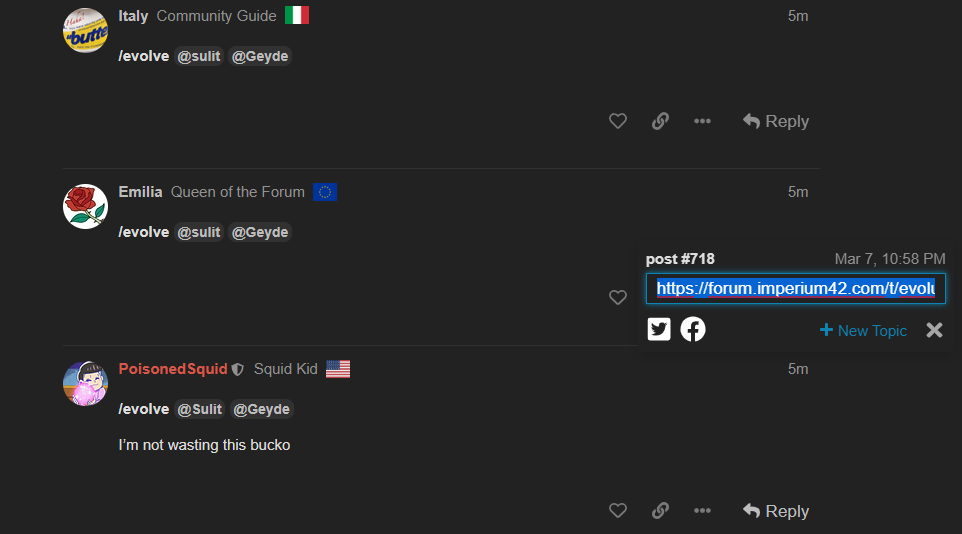 Italy Community Guide 5m
butte
/evolve @sulit @Geyde
Reply
Emilia Queen of the Forum 5m
/evolve @sulit @Geyde
post #718 Mar 7, 10:58 PM
https://forum.imperium42.com/t/evolu
+ New Topic
PoisonedSquid Squid Kid 5m
/evolve @Sulit @Geyde
I'm not wasting this bucko
Reply